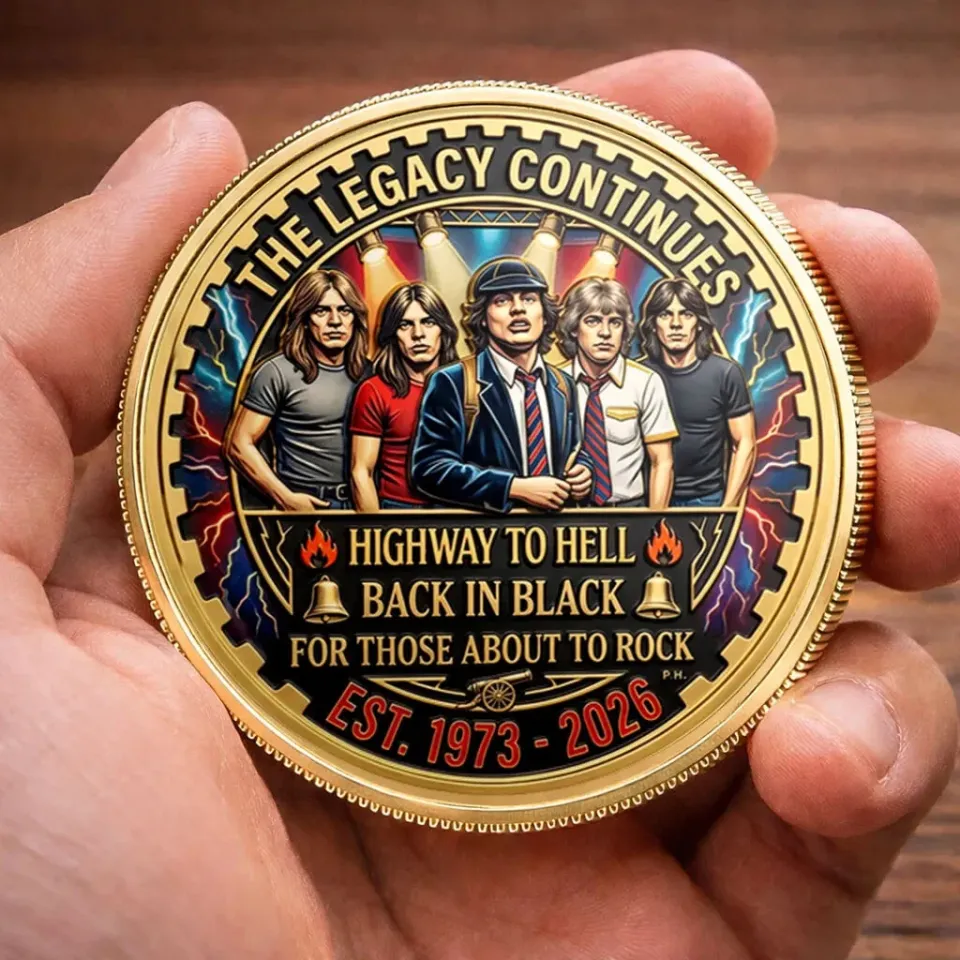 THE LEGACY CONTINUES
HIGHWAY TO HELL
BACK IN BLACK
FOR THOSE ABOUT TO ROCK
P.H.
EST. 1973 - 2026